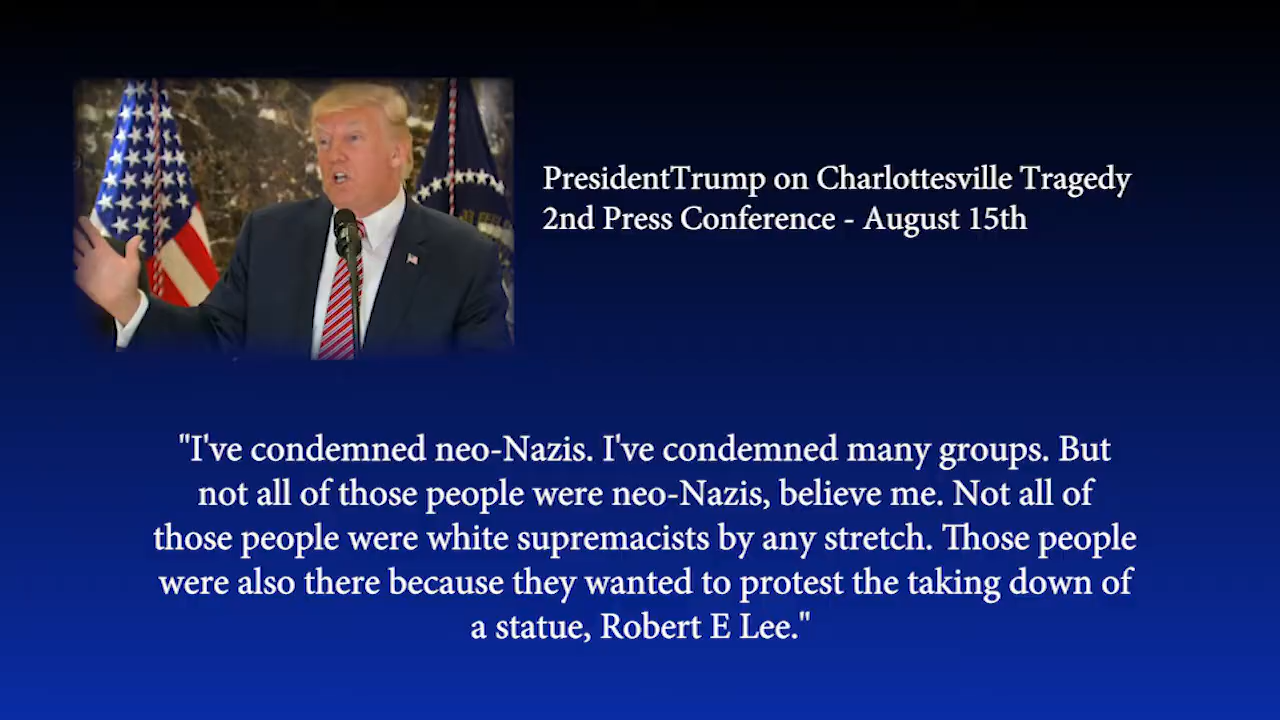 PresidentTrump on Charlottesville Tragedy
2nd Press Conference - August 15th
"I've condemned neo-Nazis. I've condemned many groups. But
not all of those people were neo-Nazis, believe me. Not all of
those people were white supremacists by any stretch. Those people
were also there because they wanted to protest the taking down of
a statue, Robert E Lee."